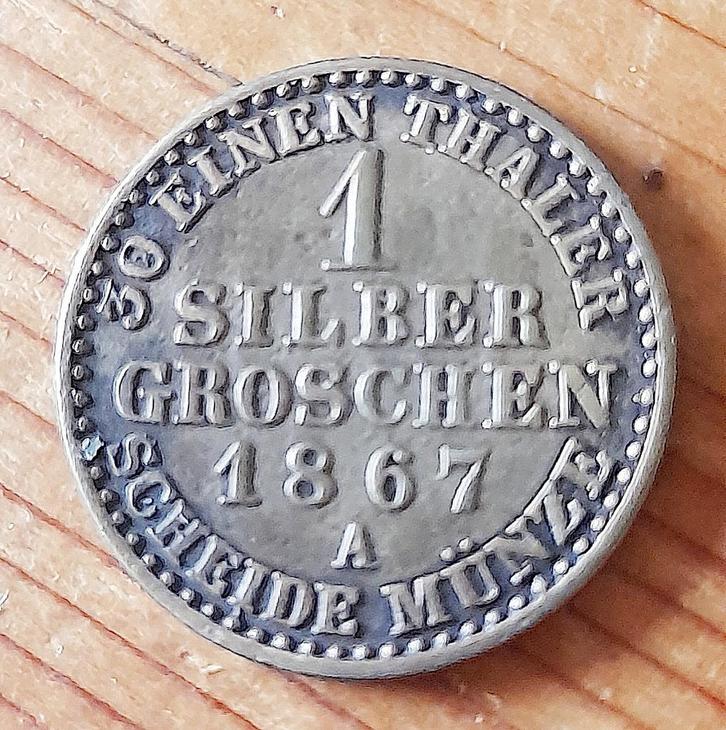 30 EINEN THALER
1
SILBER
GROSCHEN
1867
A
SCHEIDE MÜNZE